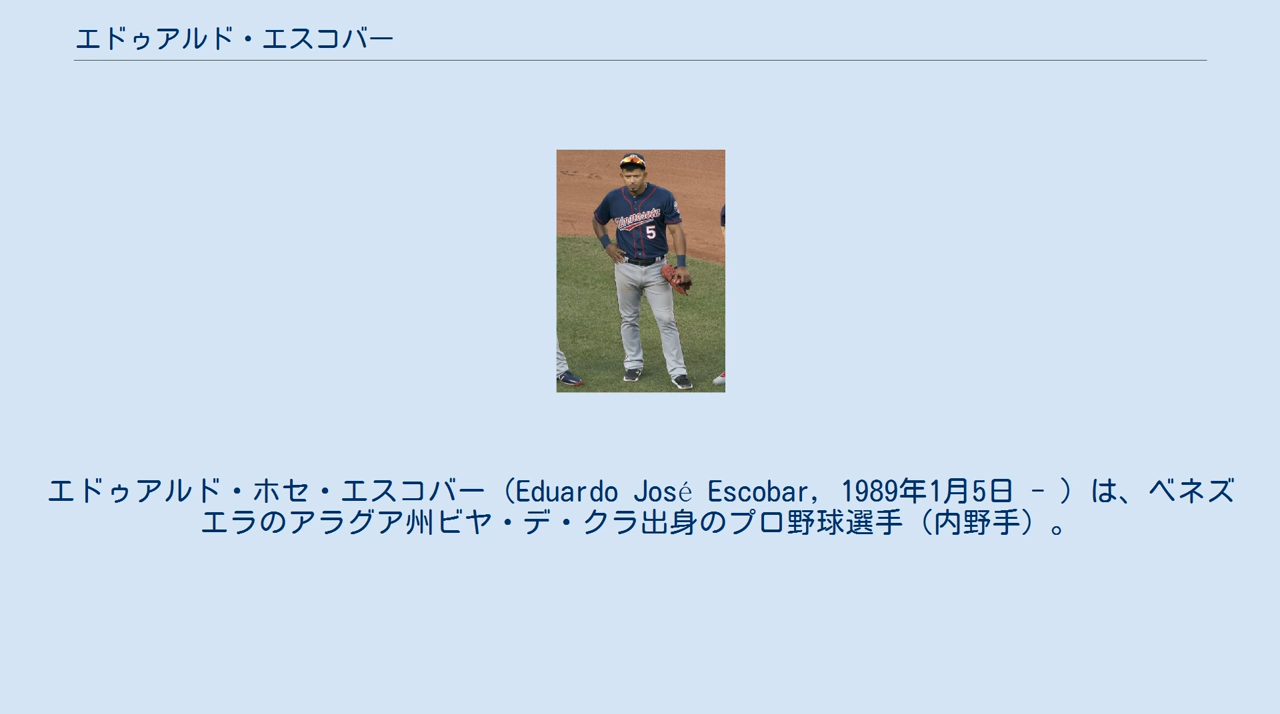 エドゥアルド・エスコバー
Minnesota
5
エドゥアルド・ホセ・エスコバー（Eduardo José Escobar, 1989年1月5日 - ）は、ベネズ
エラのアラグア州ビヤ・デ・クラ出身のプロ野球選手（内野手）。